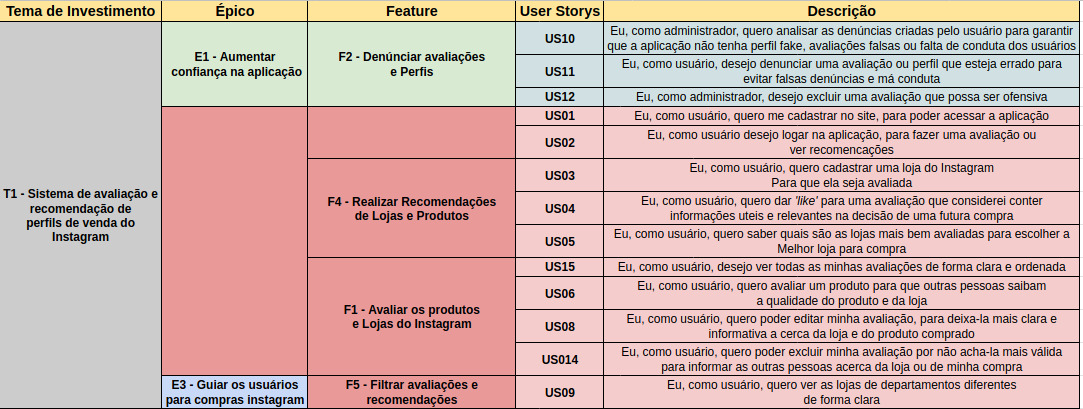 Tema de Investimento Épico Feature User Storys Descrição
T1 - Sistema de avaliação e
recomendação de
perfils de venda do
Instagram
E1 - Aumentar
confiança na aplicação
F2 - Denúnciar avaliações
e Perfis
US10
Eu, como administrador, quero analisar as denúncias criadas pelo usuário para garantir
que a aplicação não tenha perfil fake, avaliações falsas ou falta de conduta dos usuários
US11
Eu, como usuário, desejo denunciar uma avaliação ou perfil que esteja errado para
evitar falsas denúncias e má conduta
US12
Eu, como administrador, desejo excluir uma avaliação que possa ser ofensiva
US01
Eu, como usuário, quero me cadastrar no site, para poder acessar a aplicação
US02
Eu, como usuário desejo logar na aplicação, para fazer uma avaliação ou
ver recomencações
F4 - Realizar Recomendações
de Lojas e Produtos
US03
Eu, como usuário, quero cadastrar uma loja do Instagram
Para que ela seja avaliada
US04
Eu, como usuário, quero dar 'like' para uma avaliação que considerei conter
informações uteis e relevantes na decisão de uma futura compra
US05
Eu, como usuário, quero saber quais são as lojas mais bem avaliadas para escolher a
Melhor loja para compra
F1 - Avaliar os produtos
e Lojas do Instagram
US15
Eu, como usuário, desejo ver todas as minhas avaliações de forma clara e ordenada
US06
Eu, como usuário, quero avaliar um produto para que outras pessoas saibam
a qualidade do produto e da loja
US08
Eu, como usuário, quero poder editar minha avaliação, para deixa-la mais clara e
informativa a cerca da loja e do produto comprado
US014
Eu, como usuário, quero poder excluir minha avaliação por não acha-la mais válida
para informar as outras pessoas acerca da loja ou de minha compra
E3 - Guiar os usuários
para compras instagram
F5 - Filtrar avaliações e
recomendações
US09
Eu, como usuário, quero ver as lojas de departamentos diferentes
de forma clara